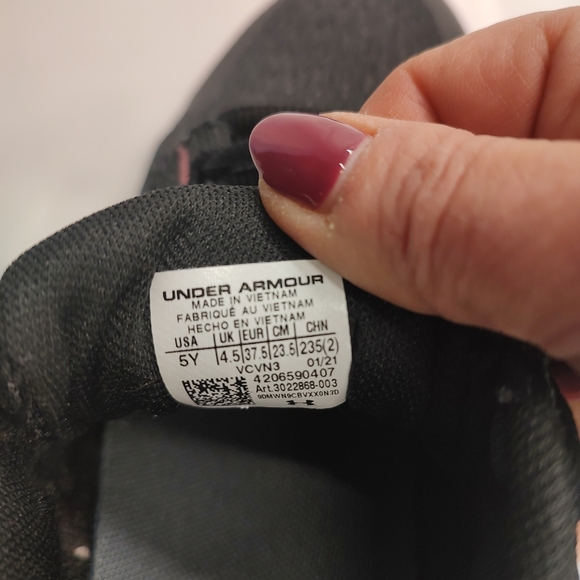 UNDER ARMOUR
MADE IN VIETNAM
FABRIQUÉ AU VIETNAM
HECHO EN VIETNAM
USA UK EUR CM CHN
5Y 4.5 37.5 23.5 235(2)
VCVN3 01/21
4206590407
Art.3022868-003
9DMWN9CBVXX0N3D